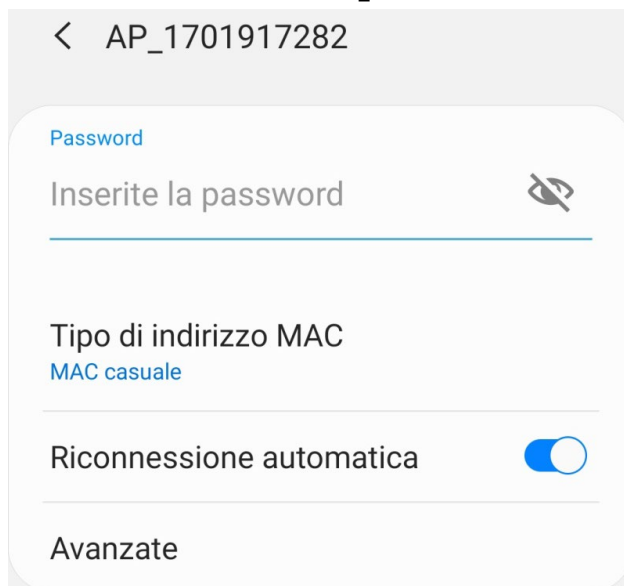 AP_1701917282
Password
Inserite la password
Tipo di indirizzo MAC
MAC casuale
Riconnessione automatica
Avanzate